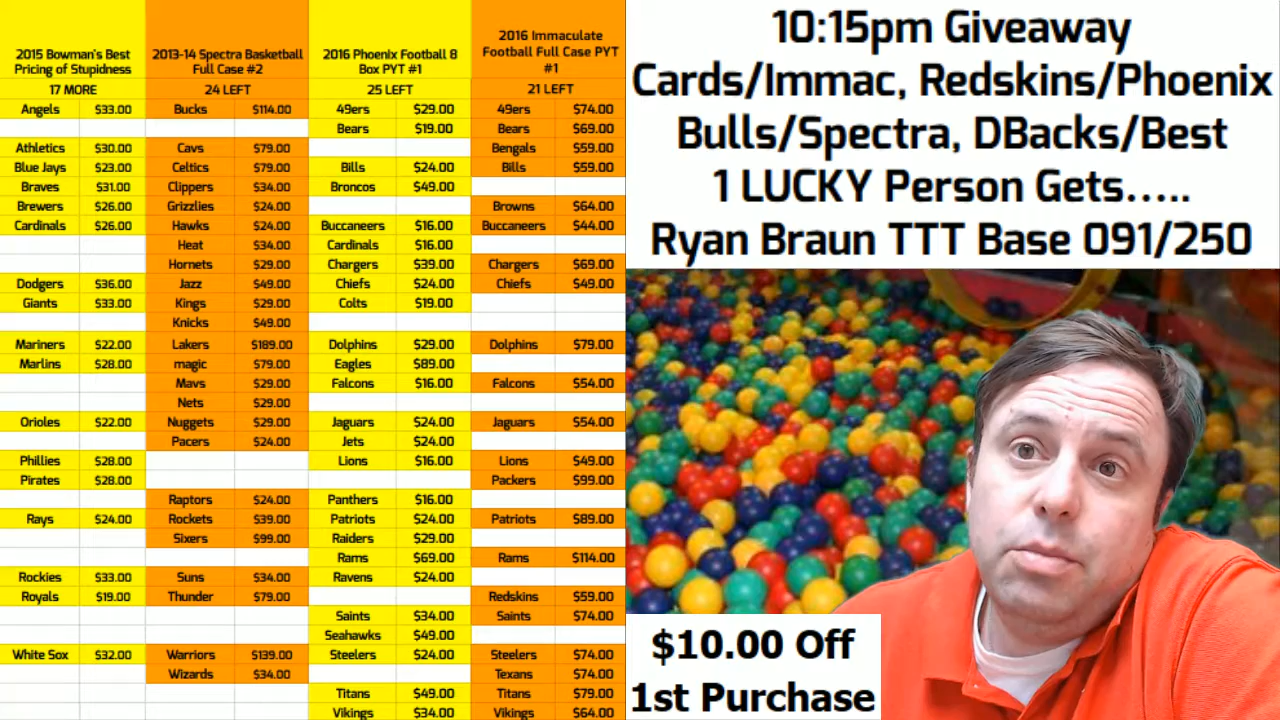 2015 Bowman's Best
Pricing of Stupidness
17 MORE
Angels $33.00
Athletics $30.00
Blue Jays $23.00
Braves $31.00
Brewers $26.00
Cardinals $26.00
Dodgers $36.00
Giants $33.00
Mariners $22.00
Marlins $28.00
Orioles $22.00
Phillies $28.00
Pirates $28.00
Rays $24.00
Rockies $33.00
Royals $19.00
White Sox $32.00
2013-14 Spectra Basketball
Full Case #2
24 LEFT
Bucks $114.00
Cavs $79.00
Celtics $79.00
Clippers $34.00
Grizzlies $24.00
Hawks $24.00
Heat $34.00
Hornets $29.00
Jazz $49.00
Kings $29.00
Knicks $49.00
Lakers $189.00
magic $79.00
Mavs $29.00
Nets $29.00
Nuggets $29.00
Pacers $24.00
Raptors $24.00
Rockets $39.00
Sixers $99.00
Suns $34.00
Thunder $79.00
Warriors $139.00
Wizards $34.00
2016 Phoenix Football 8
Box PYT #1
25 LEFT
49ers $29.00
Bears $19.00
Bills $24.00
Broncos $49.00
Buccaneers $16.00
Cardinals $16.00
Chargers $39.00
Chiefs $24.00
Colts $19.00
Dolphins $29.00
Eagles $89.00
Falcons $16.00
Jaguars $24.00
Jets $24.00
Lions $16.00
Panthers $16.00
Patriots $24.00
Raiders $29.00
Rams $69.00
Ravens $24.00
Saints $34.00
Seahawks $49.00
Steelers $24.00
Titans $49.00
Vikings $34.00
2016 Immaculate
Football Full Case PYT
#1
21 LEFT
49ers $74.00
Bears $69.00
Bengals $59.00
Bills $59.00
Browns $64.00
Buccaneers $44.00
Chargers $69.00
Chiefs $49.00
Dolphins $79.00
Falcons $54.00
Jaguars $54.00
Lions $49.00
Packers $99.00
Patriots $89.00
Rams $114.00
Redskins $59.00
Saints $74.00
Steelers $74.00
Texans $74.00
Titans $79.00
Vikings $64.00
10:15pm Giveaway
Cards/Immac, Redskins/Phoenix
Bulls/Spectra, DBacks/Best
1 LUCKY Person Gets.....
Ryan Braun TTT Base 091/250
$10.00 Off
1st Purchase